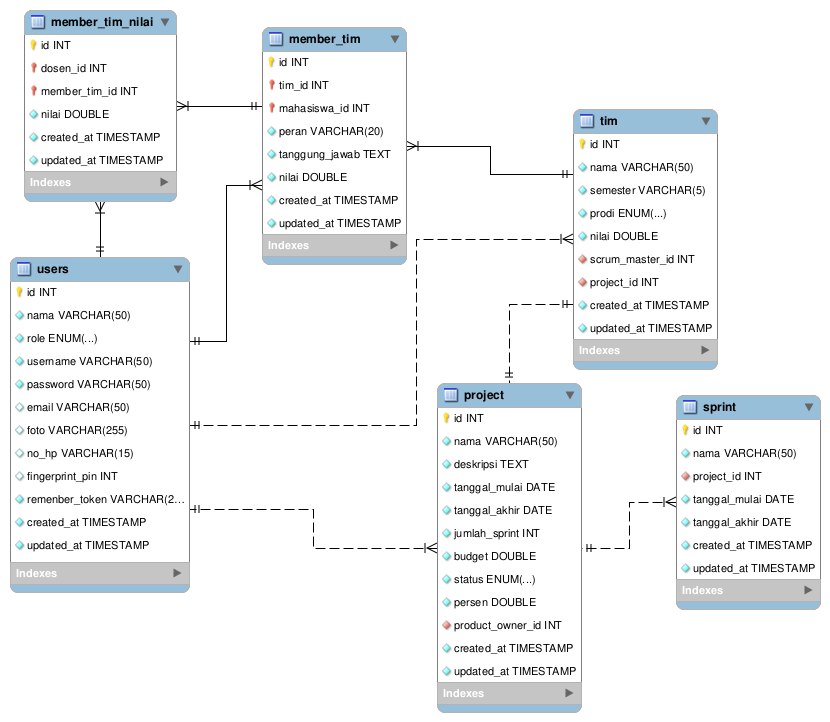 member_tim_nilai
id INT
dosen_id INT
member_tim_id INT
nilai DOUBLE
created_at TIMESTAMP
updated_at TIMESTAMP
Indexes
member_tim
id INT
tim_id INT
mahasiswa_id INT
peran VARCHAR(20)
tanggung_jawab TEXT
nilai DOUBLE
created_at TIMESTAMP
updated_at TIMESTAMP
Indexes
tim
id INT
nama VARCHAR(50)
semester VARCHAR(5)
prodi ENUM(...)
nilai DOUBLE
scrum_master_id INT
project_id INT
created_at TIMESTAMP
updated_at TIMESTAMP
Indexes
users
id INT
nama VARCHAR(50)
role ENUM(...)
username VARCHAR(50)
password VARCHAR(50)
email VARCHAR(50)
foto VARCHAR(255)
no_hp VARCHAR(15)
fingerprint_pin INT
remenber_token VARCHAR(2...
created_at TIMESTAMP
updated_at TIMESTAMP
Indexes
project
id INT
nama VARCHAR(50)
deskripsi TEXT
tanggal_mulai DATE
tanggal_akhir DATE
jumlah_sprint INT
budget DOUBLE
status ENUM(...)
persen DOUBLE
product_owner_id INT
created_at TIMESTAMP
updated_at TIMESTAMP
Indexes
sprint
id INT
nama VARCHAR(50)
project_id INT
tanggal_mulai DATE
tanggal_akhir DATE
created_at TIMESTAMP
updated_at TIMESTAMP
Indexes